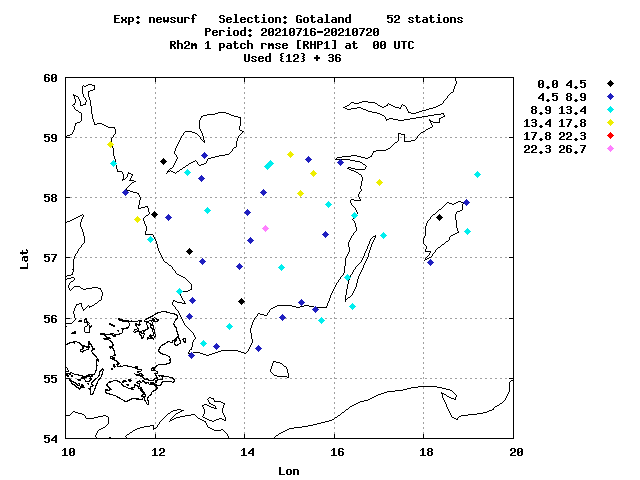 Exp: newsurf   Selection: Gotaland     52 stations
Period: 20210716-20210720
Rh2m 1 patch rmse [RHP1] at  00 UTC
Used {12} + 36
0.0 4.5
4.5 8.9
8.9 13.4
13.4 17.8
17.8 22.3
22.3 26.7
60
59
58
57
56
55
54
Lat
10 12 14 16 18 20
Lon